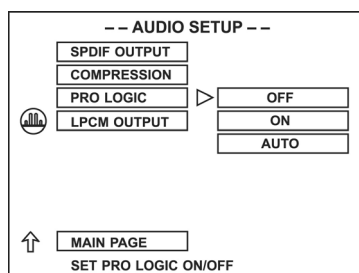 -- AUDIO SETUP --
SPDIF OUTPUT
COMPRESSION
PRO LOGIC
OFF
LPCM OUTPUT
ON
AUTO
MAIN PAGE
SET PRO LOGIC ON/OFF